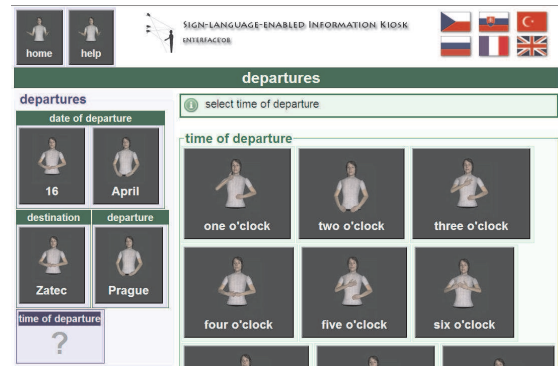 home help
SIGN-LANGUAGE-ENABLED INFORMATION KIOSK
ENTERFACE08
departures
departures
date of departure
16 April
destination departure
Zatec Prague
time of departure
?
select time of departure
time of departure
one o'clock two o'clock three o'clock
four o'clock five o'clock six o'clock